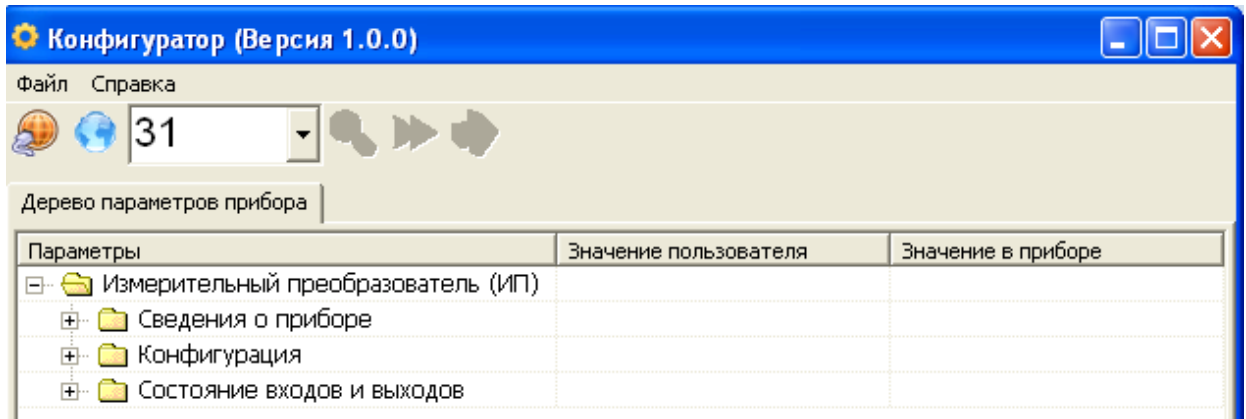 Конфигуратор (Версия 1.0.0)
Файл Справка
31
Дерево параметров прибора
Параметры Значение пользователя Значение в приборе
Измерительный преобразователь (ИП)
Сведения о приборе
Конфигурация
Состояние входов и выходов